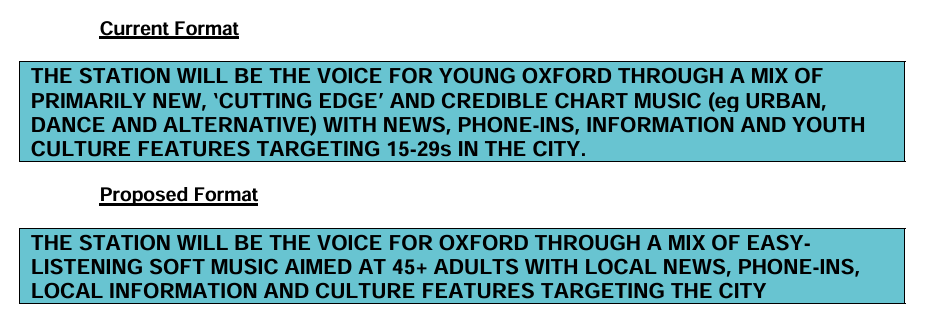 Current Format
THE STATION WILL BE THE VOICE FOR YOUNG OXFORD THROUGH A MIX OF
PRIMARILY NEW, ‘CUTTING EDGE’ AND CREDIBLE CHART MUSIC (eg URBAN,
DANCE AND ALTERNATIVE) WITH NEWS, PHONE-INS, INFORMATION AND YOUTH
CULTURE FEATURES TARGETING 15-29s IN THE CITY.
Proposed Format
THE STATION WILL BE THE VOICE FOR OXFORD THROUGH A MIX OF EASY-
LISTENING SOFT MUSIC AIMED AT 45+ ADULTS WITH LOCAL NEWS, PHONE-INS,
LOCAL INFORMATION AND CULTURE FEATURES TARGETING THE CITY